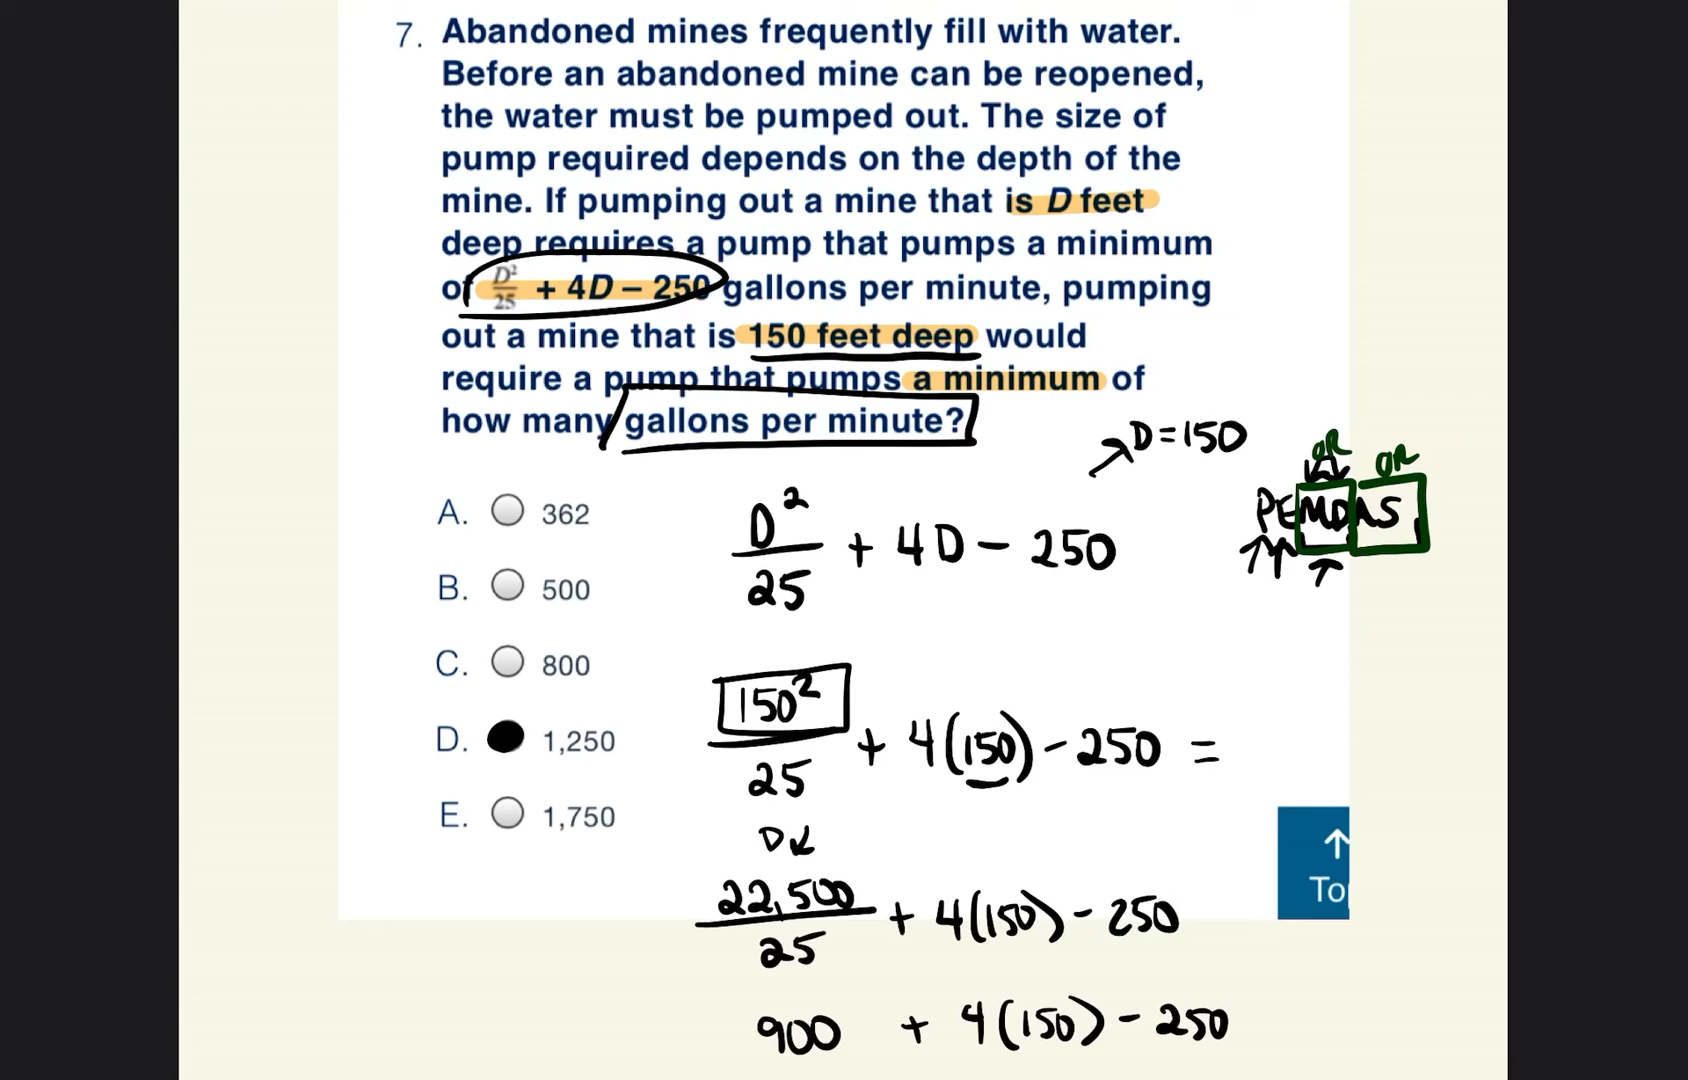 7. Abandoned mines frequently fill with water.
Before an abandoned mine can be reopened,
the water must be pumped out. The size of
pump required depends on the depth of the
mine. If pumping out a mine that is D feet
deep requires a pump that pumps a minimum
of D²/25 + 4D – 250 gallons per minute, pumping
out a mine that is 150 feet deep would
require a pump that pumps a minimum of
how many gallons per minute?
D=150
OR OR
PEMDAS
A. 362
B. 500
C. 800
D. 1,250
E. 1,750
D²/25 + 4D - 250
150²/25 + 4(150) - 250 =
22,500/25 + 4(150) - 250
900 + 4(150) - 250